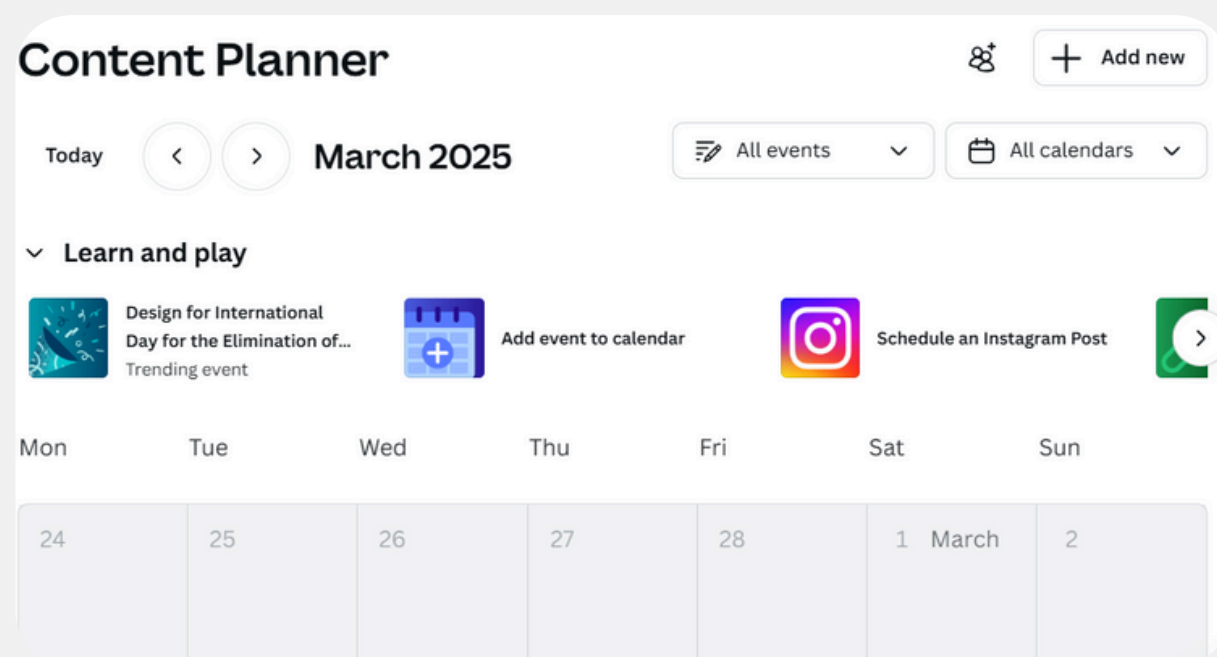 Content Planner
Add new
Today
March 2025
All events
All calendars
Learn and play
Design for International
Day for the Elimination of...
Trending event
Add event to calendar
Schedule an Instagram Post
Mon Tue Wed Thu Fri Sat Sun
24 25 26 27 28 1 March 2